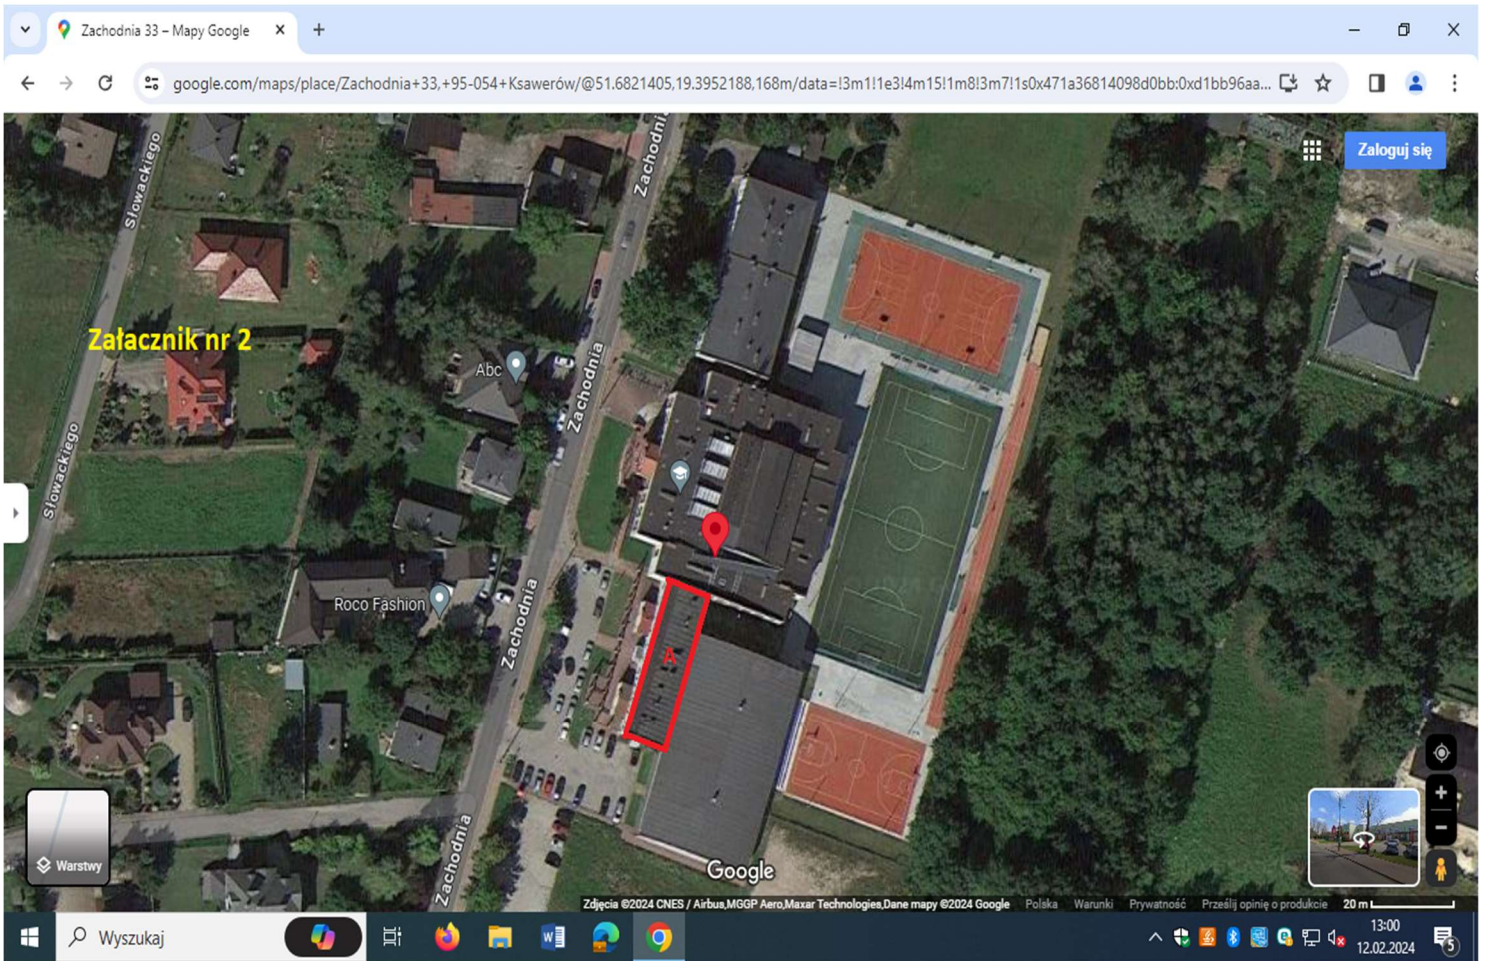 Zachodnia 33 – Mapy Google
google.com/maps/place/Zachodnia+33,+95-054+Ksawerów/@51.6821405,19.3952188,168m/data=!3m1!1e3!4m15!1m8!3m7!1s0x471a36814098d0bb:0xd1bb96aa...
Zaloguj się
Słowackiego
Zachodnia
Załacznik nr 2
Abc
Zachodnia
Słowackiego
Roco Fashion
Zachodnia
A
Zachodnia
Warstwy
Google
Zdjęcia ©2024 CNES / Airbus,MGGP Aero,Maxar Technologies,Dane mapy ©2024 Google Polska Warunki Prywatność Prześlij opinię o produkcie 20 m
Wyszukaj
13:00
12.02.2024
5